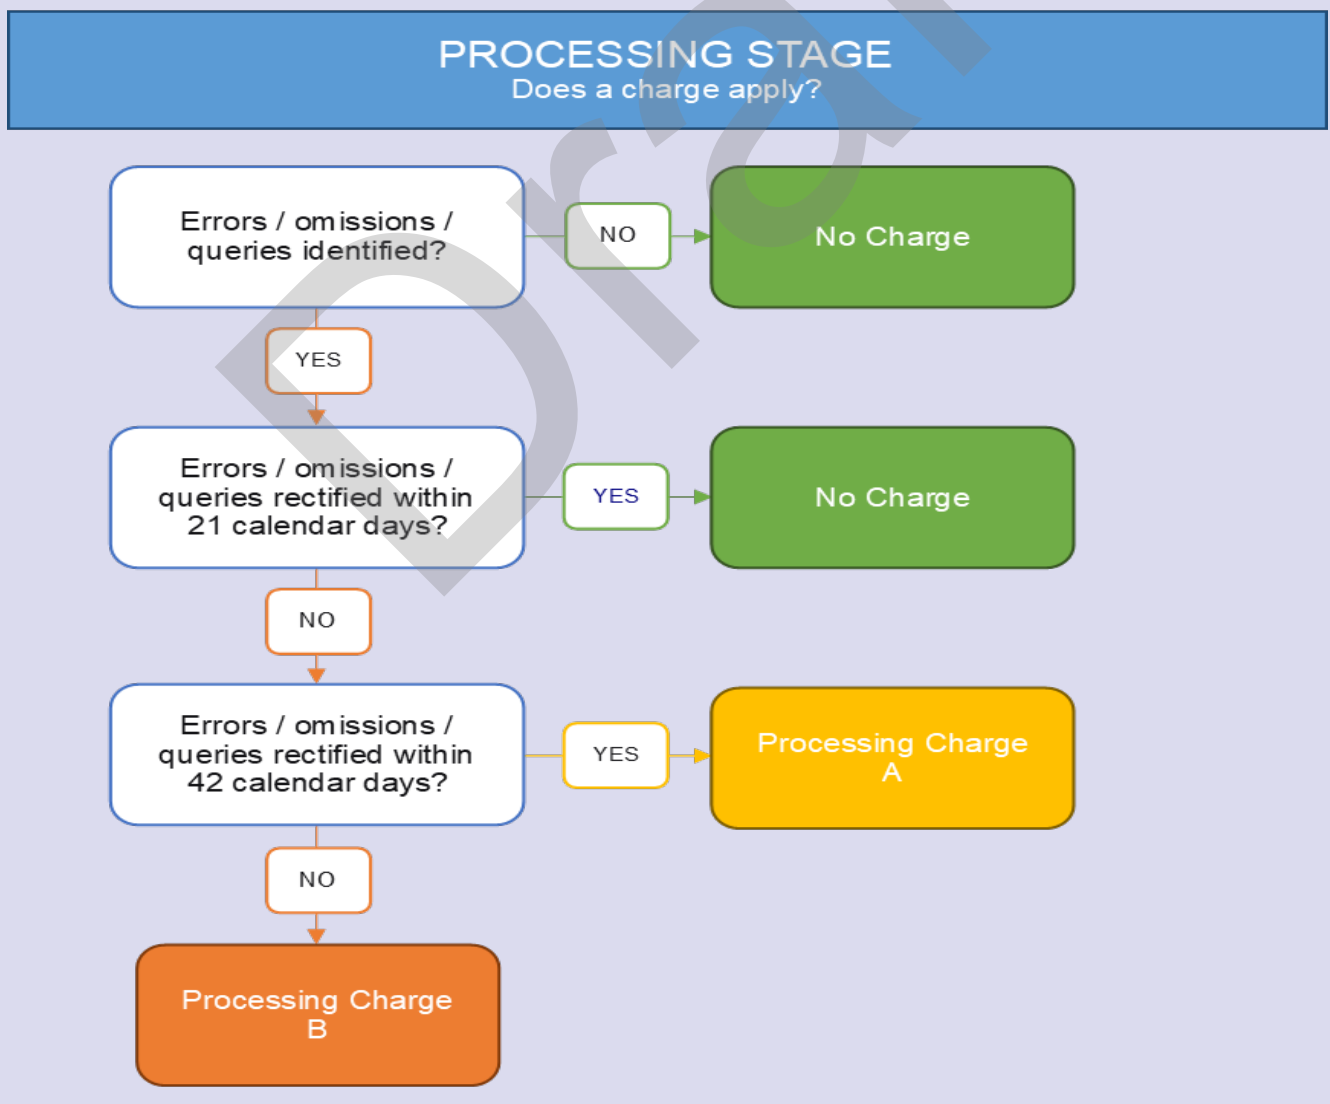 PROCESSING STAGE
Does a charge apply?
Errors / omissions /
queries identified?
NO
No Charge
YES
Errors / omissions /
queries rectified within
21 calendar days?
YES
No Charge
NO
Errors / omissions /
queries rectified within
42 calendar days?
YES
Processing Charge
A
NO
Processing Charge
B
Dra